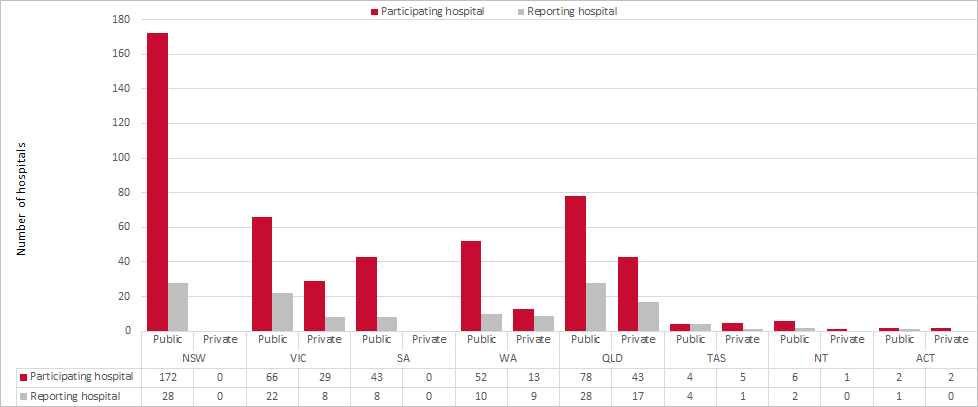 Participating hospital Reporting hospital
180
160
140
120
100
80
60
40
20
0
Number of hospitals
Public Private Public Private Public Private Public Private Public Private Public Private Public Private Public Private
NSW VIC SA WA QLD TAS NT ACT
Participating hospital 172 0 66 29 43 0 52 13 78 43 4 5 6 1 2 2
Reporting hospital 28 0 22 8 8 0 10 9 28 17 4 1 2 0 1 0